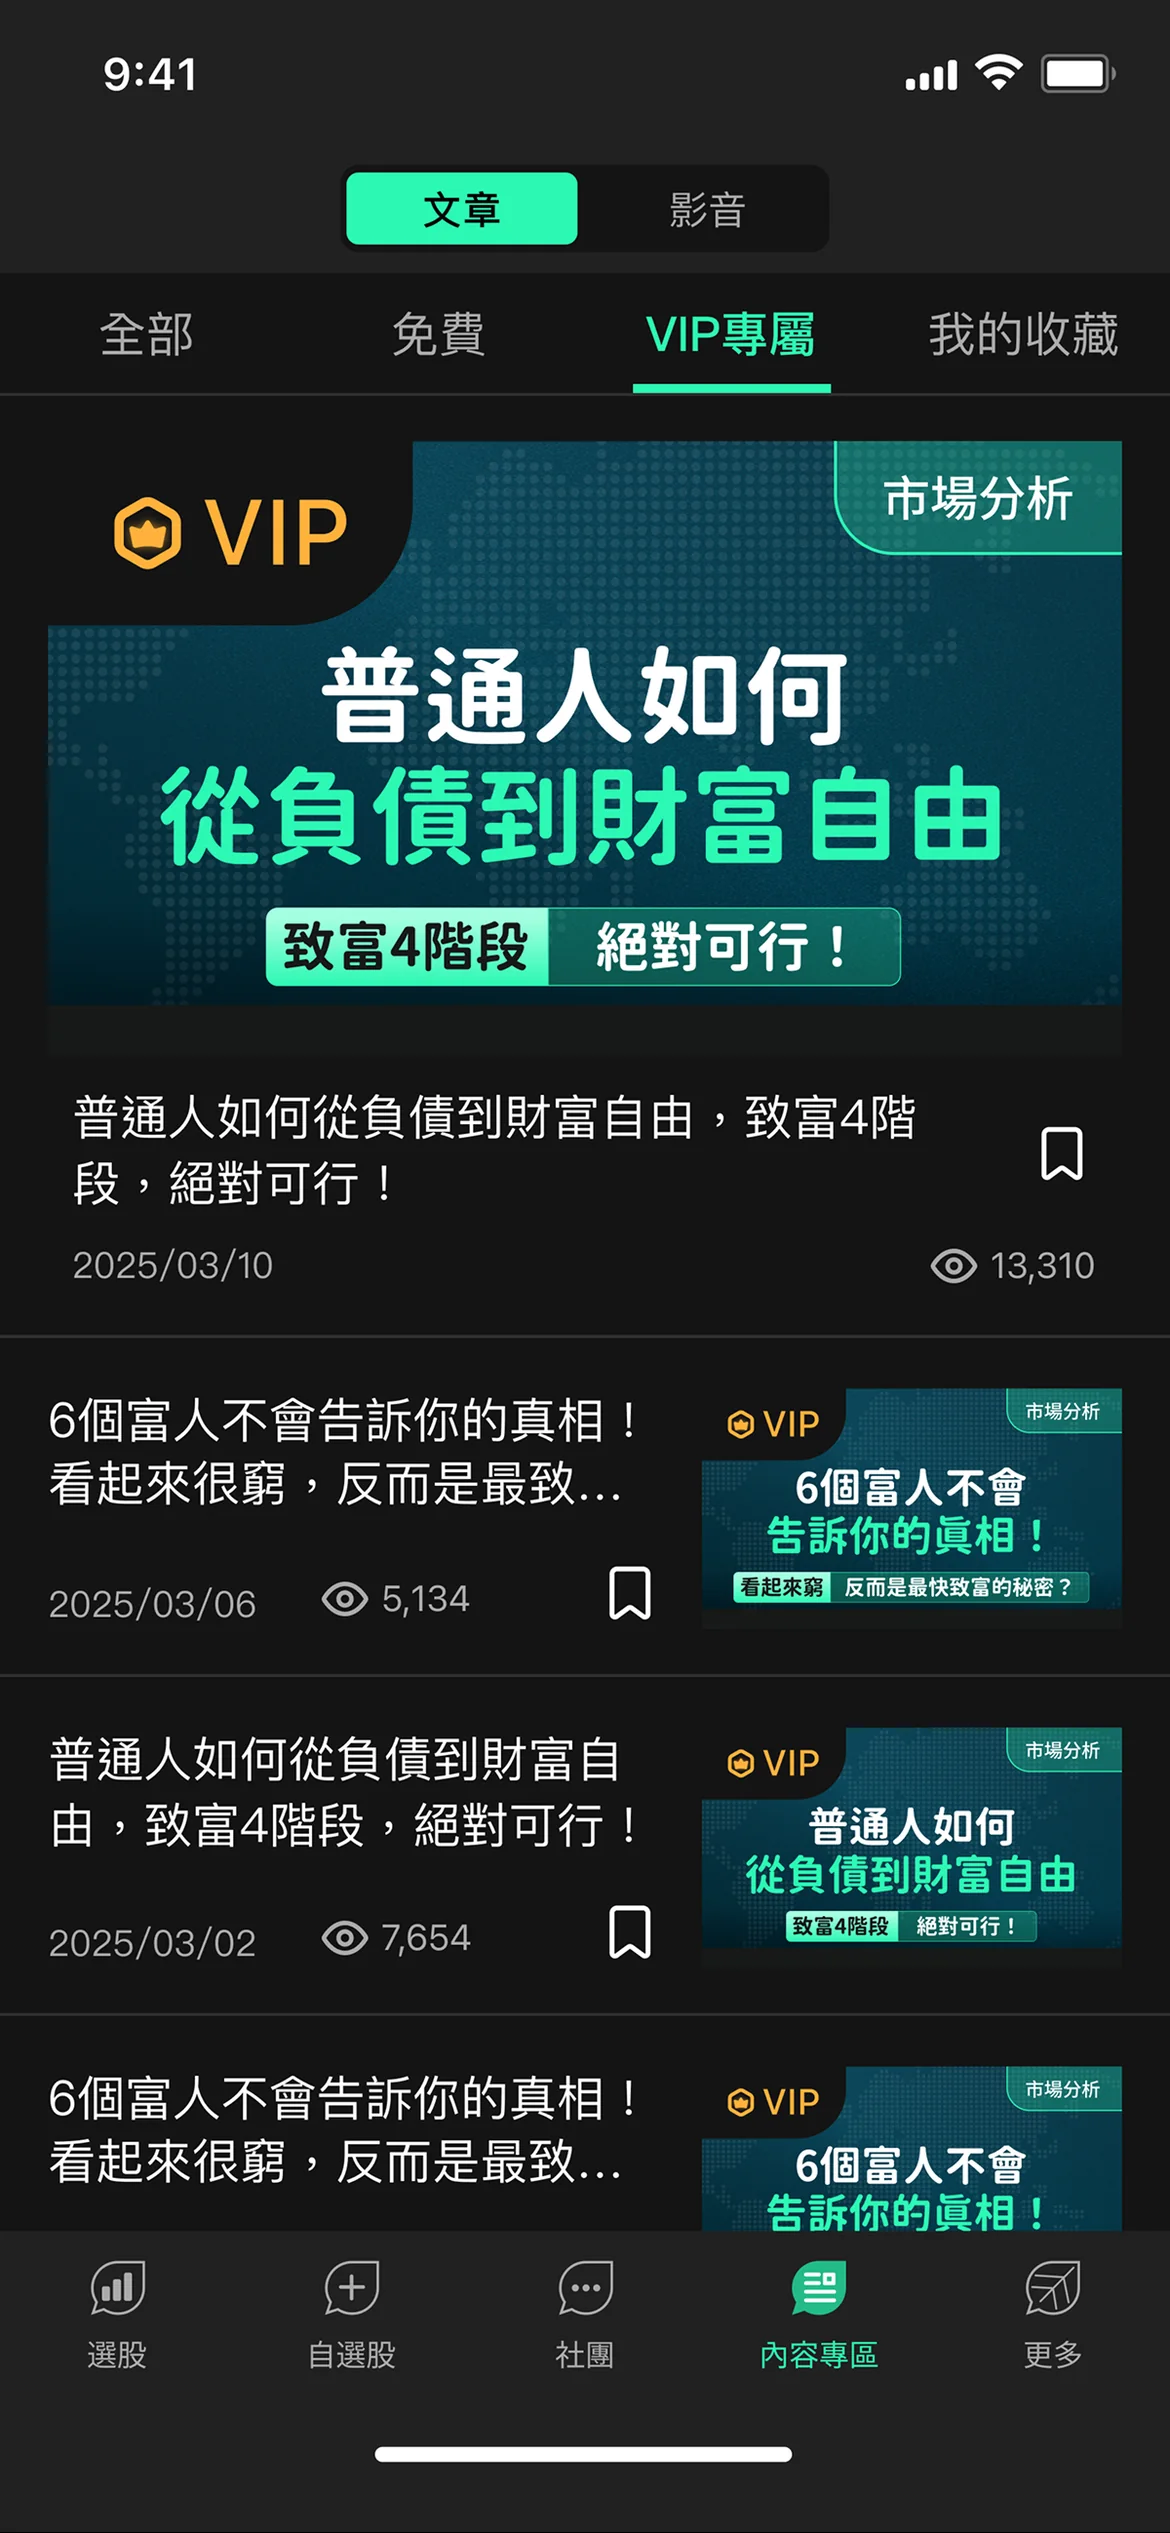 9:41
文章
影音
全部
免費
VIP專屬
我的收藏
VIP
市場分析
普通人如何
從負債到財富自由
致富4階段 絕對可行！
普通人如何從負債到財富自由，致富4階
段，絕對可行！
2025/03/10
13,310
6個富人不會告訴你的真相！
看起來很窮，反而是最致...
2025/03/06
5,134
VIP
市場分析
6個富人不會
告訴你的真相！
看起來窮 反而是最快致富的秘密？
普通人如何從負債到財富自
由，致富4階段，絕對可行！
2025/03/02
7,654
VIP
市場分析
普通人如何
從負債到財富自由
致富4階段 絕對可行！
6個富人不會告訴你的真相！
看起來很窮，反而是最致...
VIP
市場分析
6個富人不會
告訴你的真相！
選股
自選股
社團
內容專區
更多